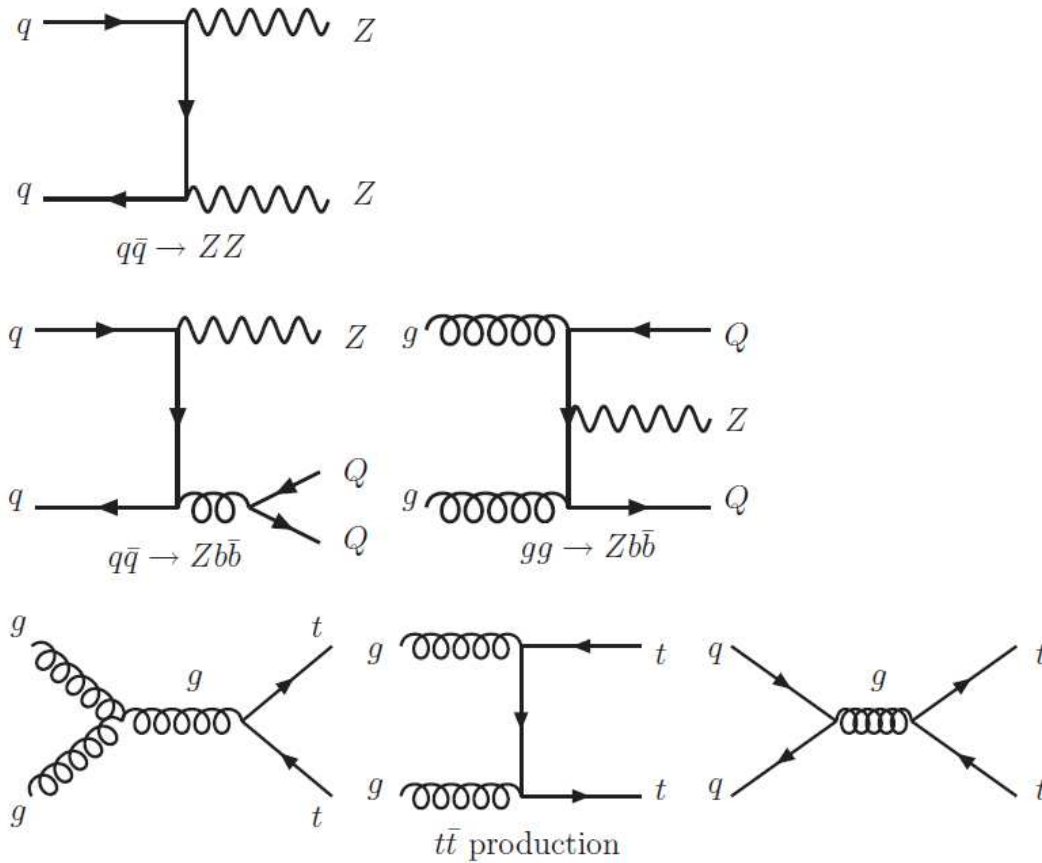 q Z
q Z
qq̄ → ZZ
q Z g Q
Z
q Q g Q
Q
qq̄ → Zbb̄ gg → Zbb̄
g g t g t q g t
g t g t q t
tt̄ production